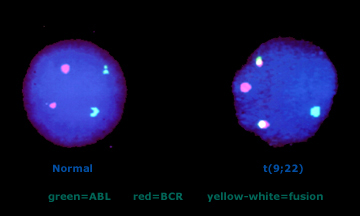 Normal t(9;22)
green=ABL red=BCR yellow-white=fusion